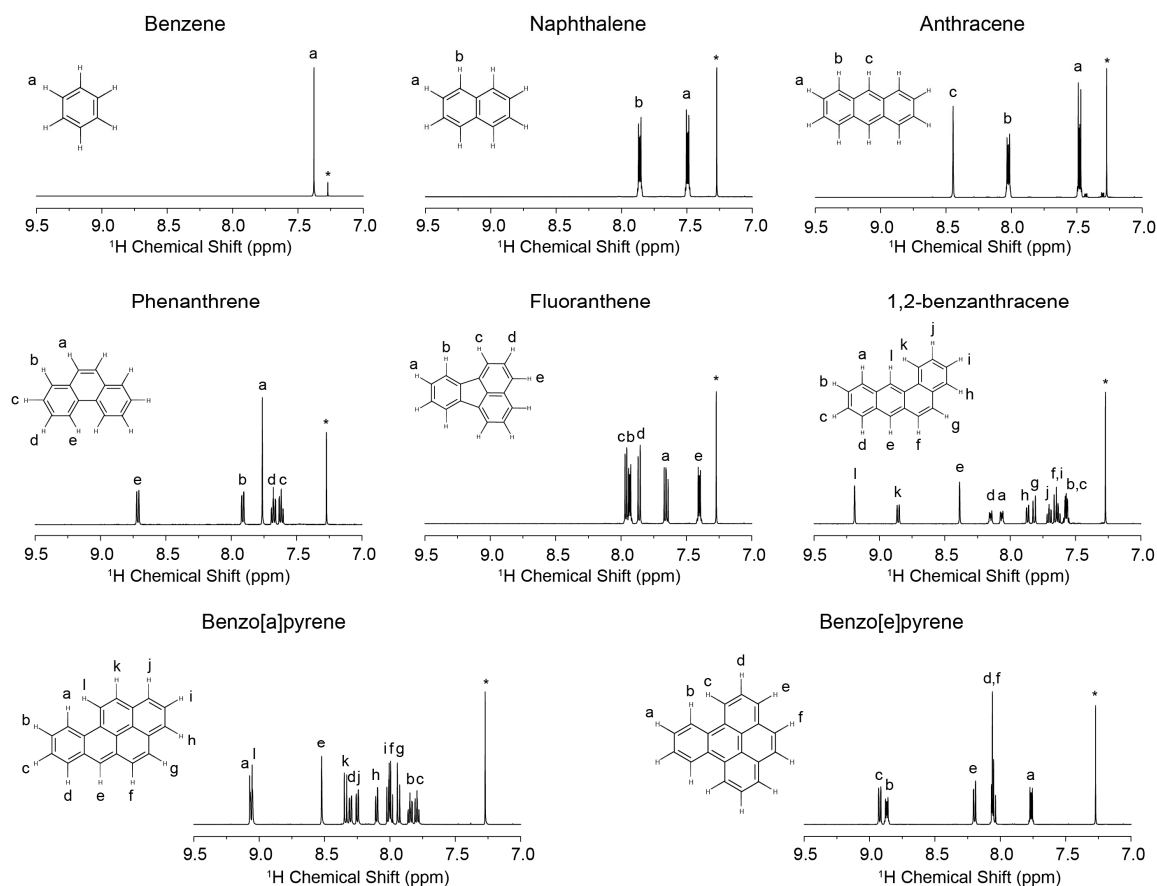 Benzene
Naphthalene
Anthracene
a
a
H
H
H
H
H
H
*
b
a
H
H
H
H
H
H
H
H
b
a
*
b
c
a
H
H
H
H
H
H
H
H
H
H
c
b
a
*
9.5 9.0 8.5 8.0 7.5 7.0
9.5 9.0 8.5 8.0 7.5 7.0
9.5 9.0 8.5 8.0 7.5 7.0
¹H Chemical Shift (ppm)
¹H Chemical Shift (ppm)
¹H Chemical Shift (ppm)
Phenanthrene
Fluoranthene
1,2-benzanthracene
a
b
c
d
e
H
H
H
H
H
H
H
H
H
H
e
b
a
d
c
*
a
b
c
d
e
H
H
H
H
H
H
H
H
H
H
c
b
d
a
e
*
j
k
i
a
l
b
h
c
g
d
e
f
H
H
H
H
H
H
H
H
H
H
H
H
l
k
e
d
a
h
g
j
f,i
b,c
*
9.5 9.0 8.5 8.0 7.5 7.0
9.5 9.0 8.5 8.0 7.5 7.0
9.5 9.0 8.5 8.0 7.5 7.0
¹H Chemical Shift (ppm)
¹H Chemical Shift (ppm)
¹H Chemical Shift (ppm)
Benzo[a]pyrene
Benzo[e]pyrene
k
j
l
a
i
b
h
c
g
d
e
f
H
H
H
H
H
H
H
H
H
H
H
H
a
l
e
k
d
j
h
i
f
g
b
c
*
d
c
e
b
a
f
H
H
H
H
H
H
H
H
H
H
H
H
c
b
e
d,f
a
*
9.5 9.0 8.5 8.0 7.5 7.0
9.5 9.0 8.5 8.0 7.5 7.0
¹H Chemical Shift (ppm)
¹H Chemical Shift (ppm)